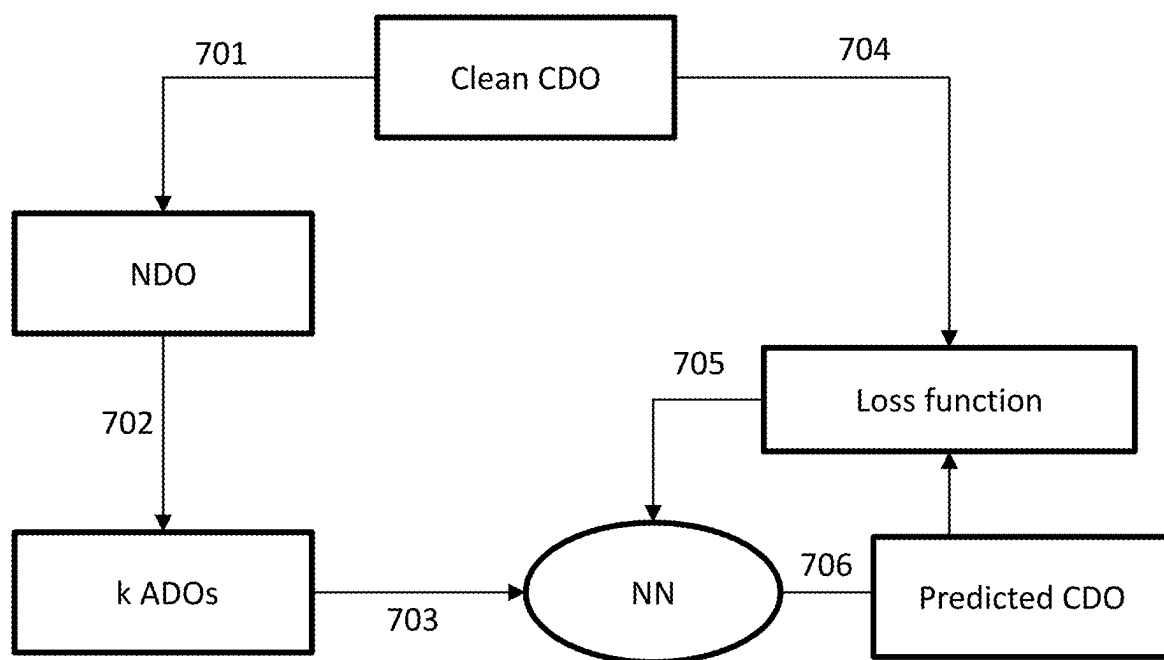 701
Clean CDO
704
NDO
705
Loss function
702
k ADOs
703
NN
706
Predicted CDO